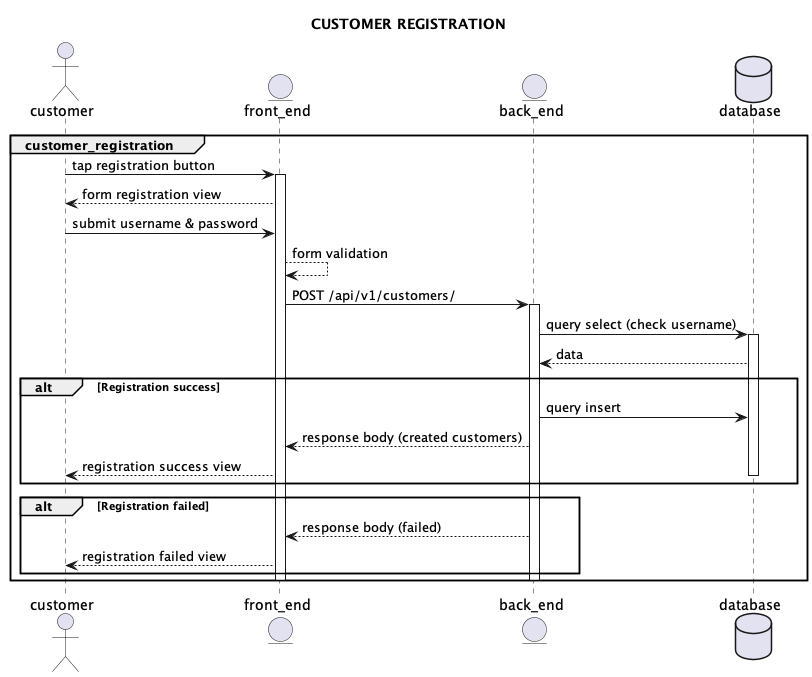 CUSTOMER REGISTRATION
customer front_end back_end database
customer_registration
tap registration button
form registration view
submit username & password
form validation
POST /api/v1/customers/
query select (check username)
data
alt [Registration success]
query insert
response body (created customers)
registration success view
alt [Registration failed]
response body (failed)
registration failed view
customer front_end back_end database